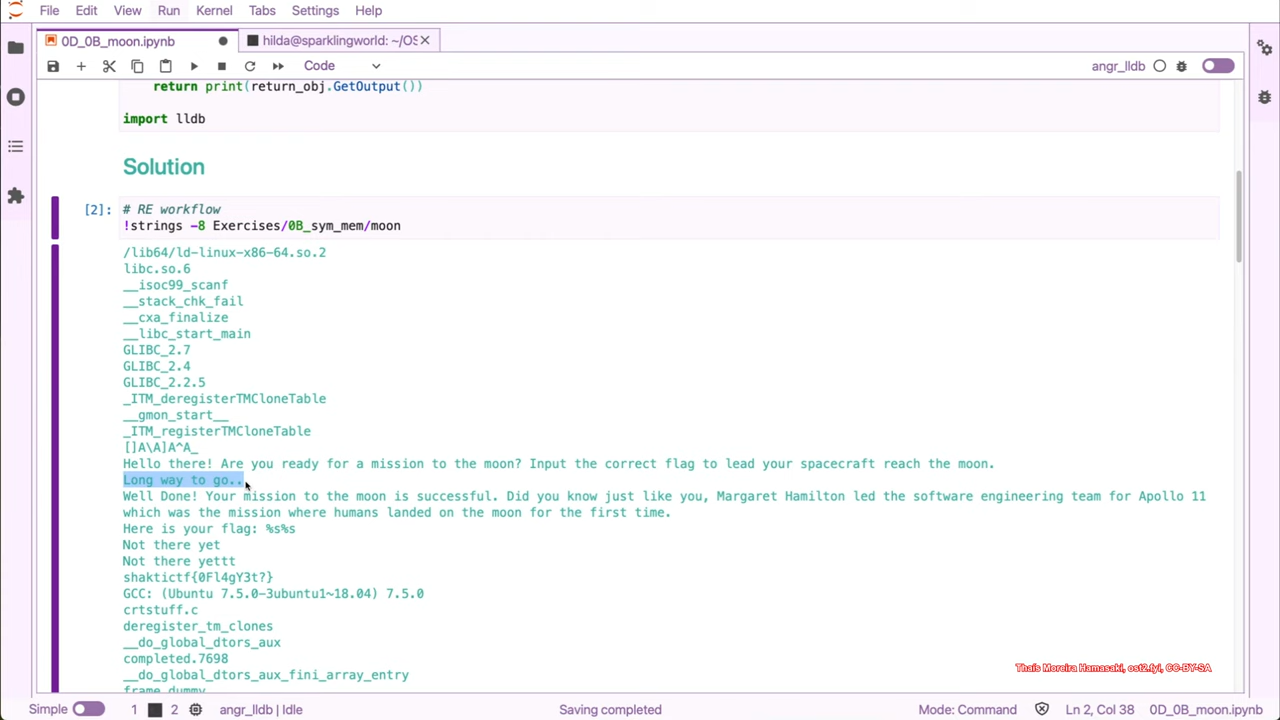 File Edit View Run Kernel Tabs Settings Help
0D_0B_moon.ipynb hilda@sparklingworld: ~/OS
Code angr_lldb
return print(return_obj.GetOutput())
import lldb
Solution
[2]: # RE workflow
!strings -8 Exercises/0B_sym_mem/moon
/lib64/ld-linux-x86-64.so.2
libc.so.6
__isoc99_scanf
__stack_chk_fail
__cxa_finalize
__libc_start_main
GLIBC_2.7
GLIBC_2.4
GLIBC_2.2.5
_ITM_deregisterTMCloneTable
__gmon_start__
_ITM_registerTMCloneTable
[]A\A]A^A_
Hello there! Are you ready for a mission to the moon? Input the correct flag to lead your spacecraft reach the moon.
Long way to go..
Well Done! Your mission to the moon is successful. Did you know just like you, Margaret Hamilton led the software engineering team for Apollo 11
which was the mission where humans landed on the moon for the first time.
Here is your flag: %s%s
Not there yet
Not there yettt
shaktictf{0Fl4gY3t?}
GCC: (Ubuntu 7.5.0-3ubuntu1~18.04) 7.5.0
crtstuff.c
deregister_tm_clones
__do_global_dtors_aux
completed.7698
__do_global_dtors_aux_fini_array_entry
frame_dummy
Thais Moreira Hamasaki, ost2.fyi, CC-BY-SA
Simple 1 2 angr_lldb | Idle Saving completed Mode: Command Ln 2, Col 38 0D_0B_moon.ipynb